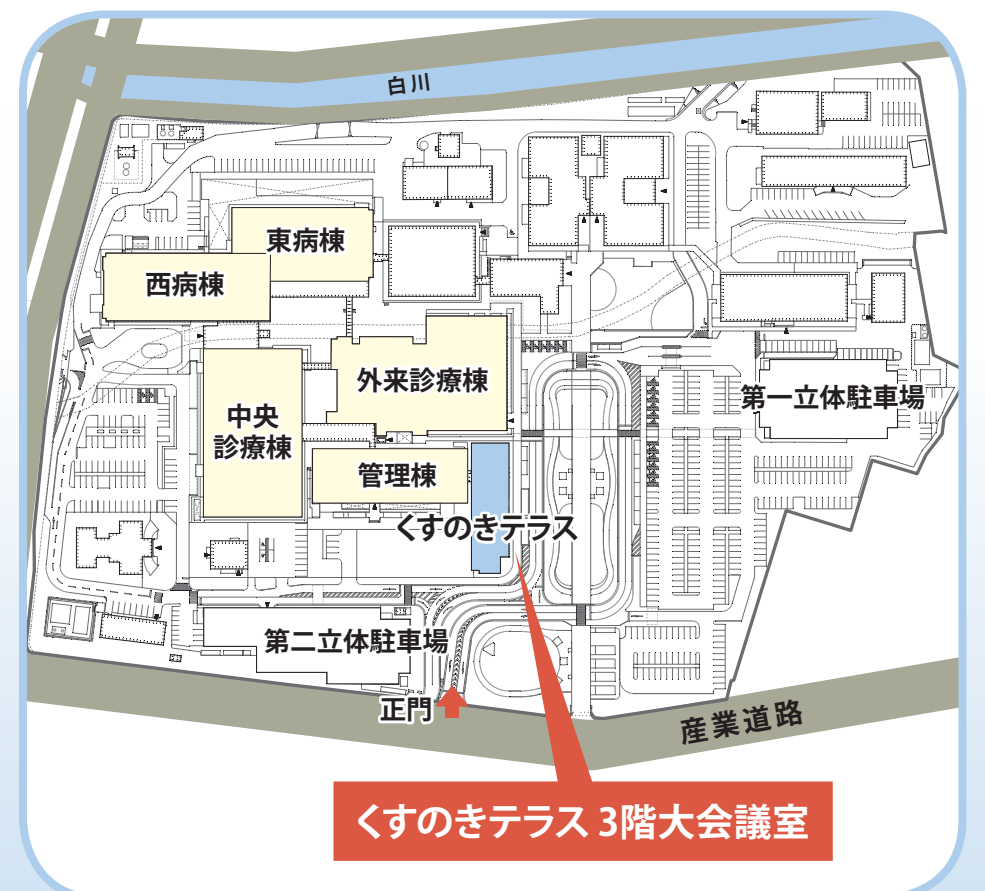 白川
東病棟
西病棟
外来診療棟
第一立体駐車場
中央
診療棟
管理棟
くすのきテラス
第二立体駐車場
正門
産業道路
くすのきテラス 3階大会議室